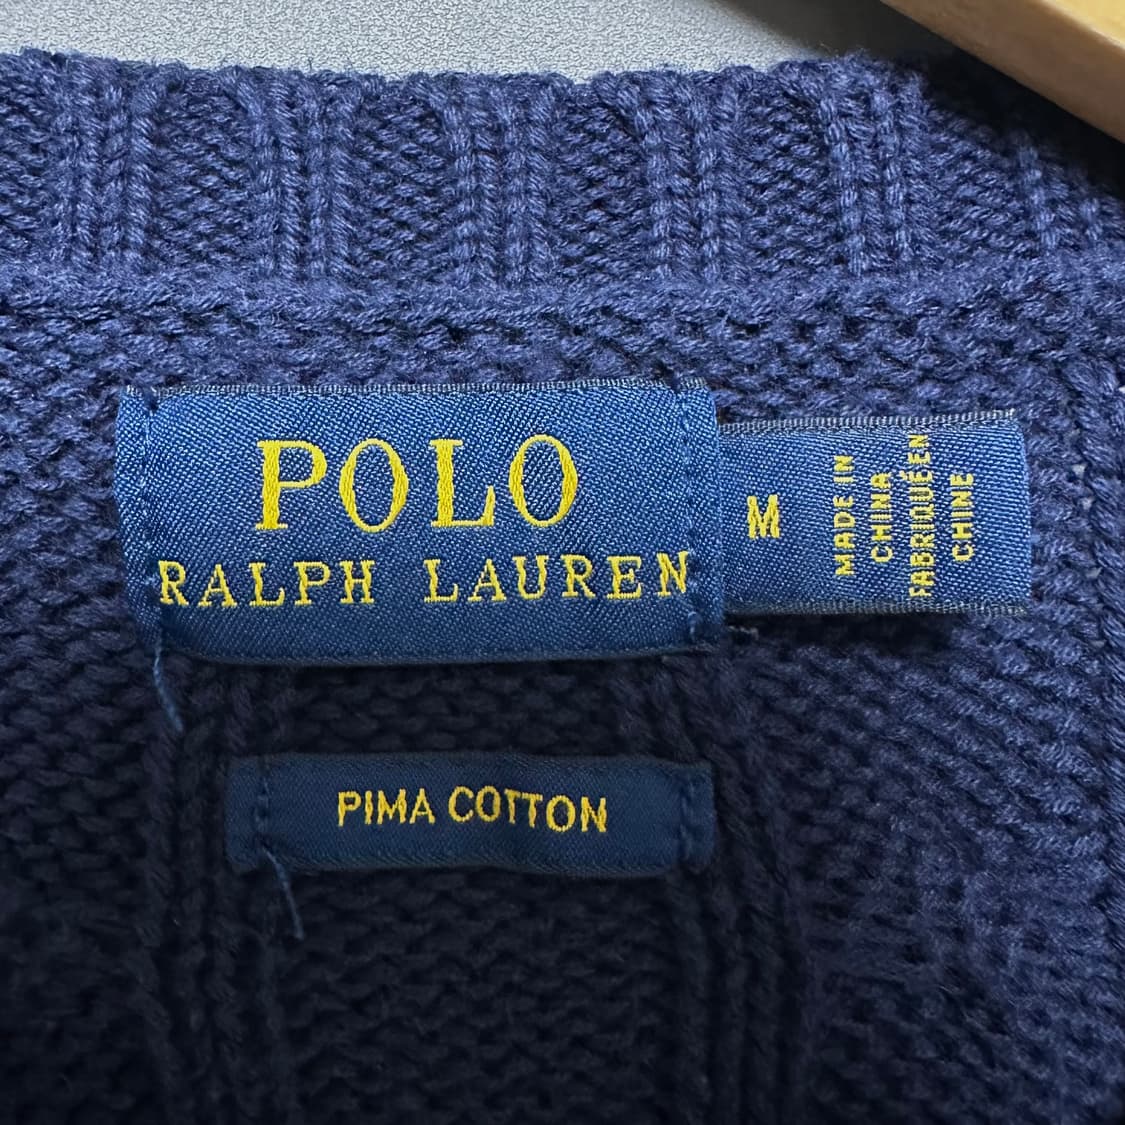 POLO
RALPH LAUREN
M
MADE IN
CHINA
FABRIQUÉ EN
CHINE
PIMA COTTON